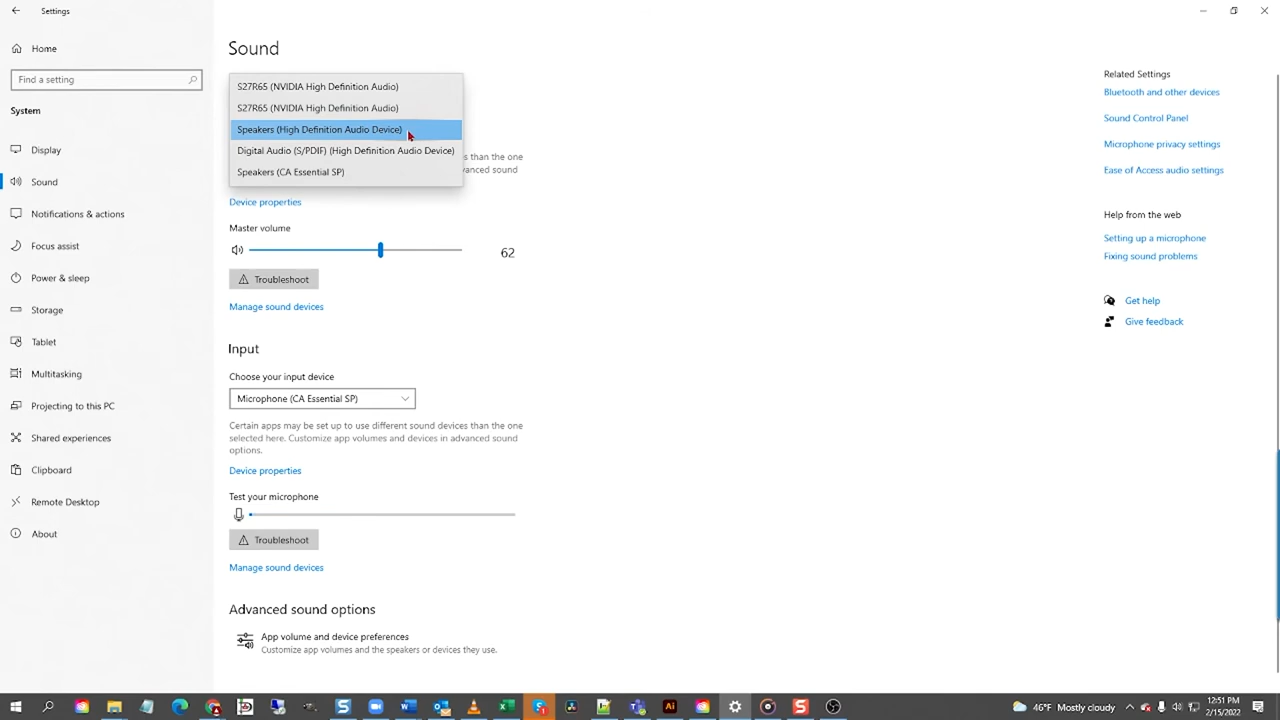 Settings
Home
Find a setting
System
Display
Sound
Notifications & actions
Focus assist
Power & sleep
Storage
Tablet
Multitasking
Projecting to this PC
Shared experiences
Clipboard
Remote Desktop
About
Sound
S27R65 (NVIDIA High Definition Audio)
S27R65 (NVIDIA High Definition Audio)
Speakers (High Definition Audio Device)
Digital Audio (S/PDIF) (High Definition Audio Device)
Speakers (CA Essential SP)
s than the one
vanced sound
Device properties
Master volume
62
Troubleshoot
Manage sound devices
Input
Choose your input device
Microphone (CA Essential SP)
Certain apps may be set up to use different sound devices than the one
selected here. Customize app volumes and devices in advanced sound
options.
Device properties
Test your microphone
Troubleshoot
Manage sound devices
Advanced sound options
App volume and device preferences
Customize app volumes and the speakers or devices they use.
Related Settings
Bluetooth and other devices
Sound Control Panel
Microphone privacy settings
Ease of Access audio settings
Help from the web
Setting up a microphone
Fixing sound problems
Get help
Give feedback
46°F Mostly cloudy
12:51 PM
2/15/2022